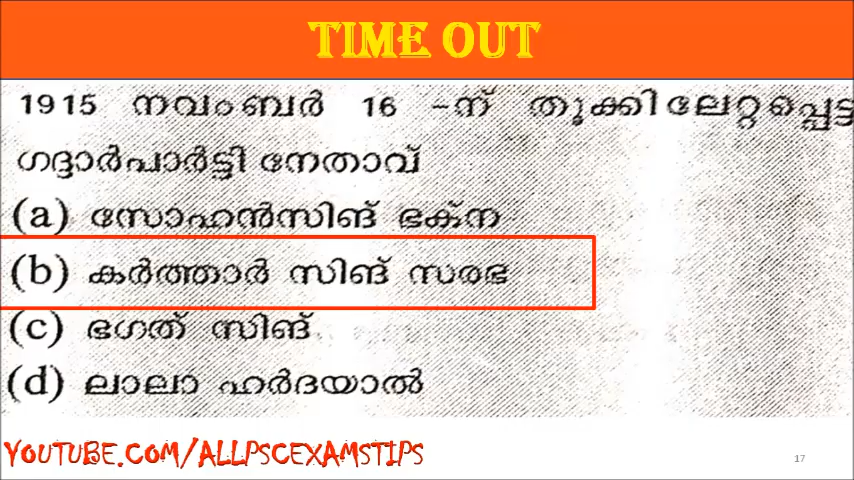 TIME OUT
1915 നവംബർ 16 -ന് തൂക്കിലേറ്റപ്പെട്ട
ഗദ്ദാർപാർട്ടി നേതാവ്
(a) സോഹൻസിങ് ഭക്ന
(b) കർത്താർ സിങ് സരഭ
(c) ഭഗത് സിങ്
(d) ലാലാ ഹർദയാൽ
YOUTUBE.COM/ALLPSCEXAMSTIPS
17